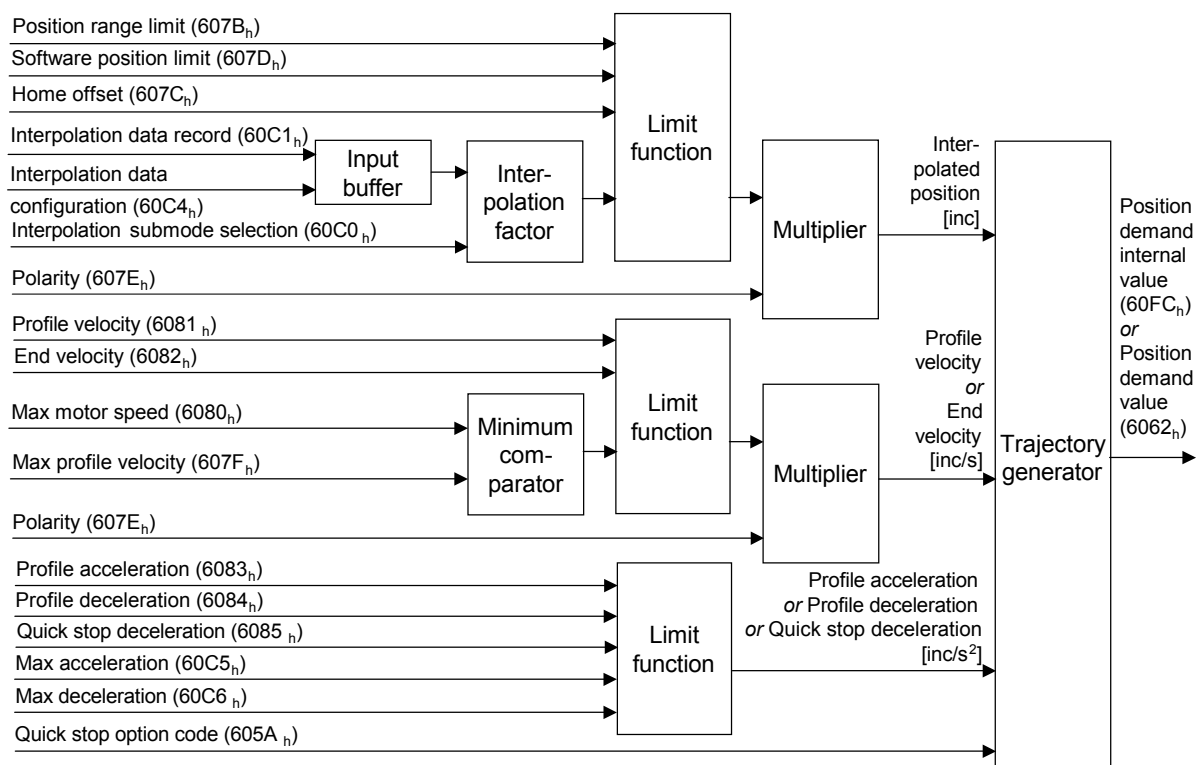 Position range limit (607Bh)
Software position limit (607Dh)
Home offset (607Ch)
Interpolation data record (60C1h)
Interpolation data
configuration (60C4h)
Interpolation submode selection (60C0 h)
Input
buffer
Inter-
polation
factor
Limit
function
Polarity (607Eh)
Multiplier
Inter-
polated
position
[inc]
Profile velocity (6081 h)
End velocity (6082h)
Max motor speed (6080h)
Max profile velocity (607Fh)
Minimum
com-
parator
Limit
function
Polarity (607Eh)
Multiplier
Profile
velocity
or
End
velocity
[inc/s]
Profile acceleration (6083h)
Profile deceleration (6084h)
Quick stop deceleration (6085 h)
Max acceleration (60C5h)
Max deceleration (60C6 h)
Limit
function
Profile acceleration
or Profile deceleration
or Quick stop deceleration
[inc/s2]
Quick stop option code (605A h)
Trajectory
generator
Position
demand
internal
value
(60FCh)
or
Position
demand
value
(6062h)